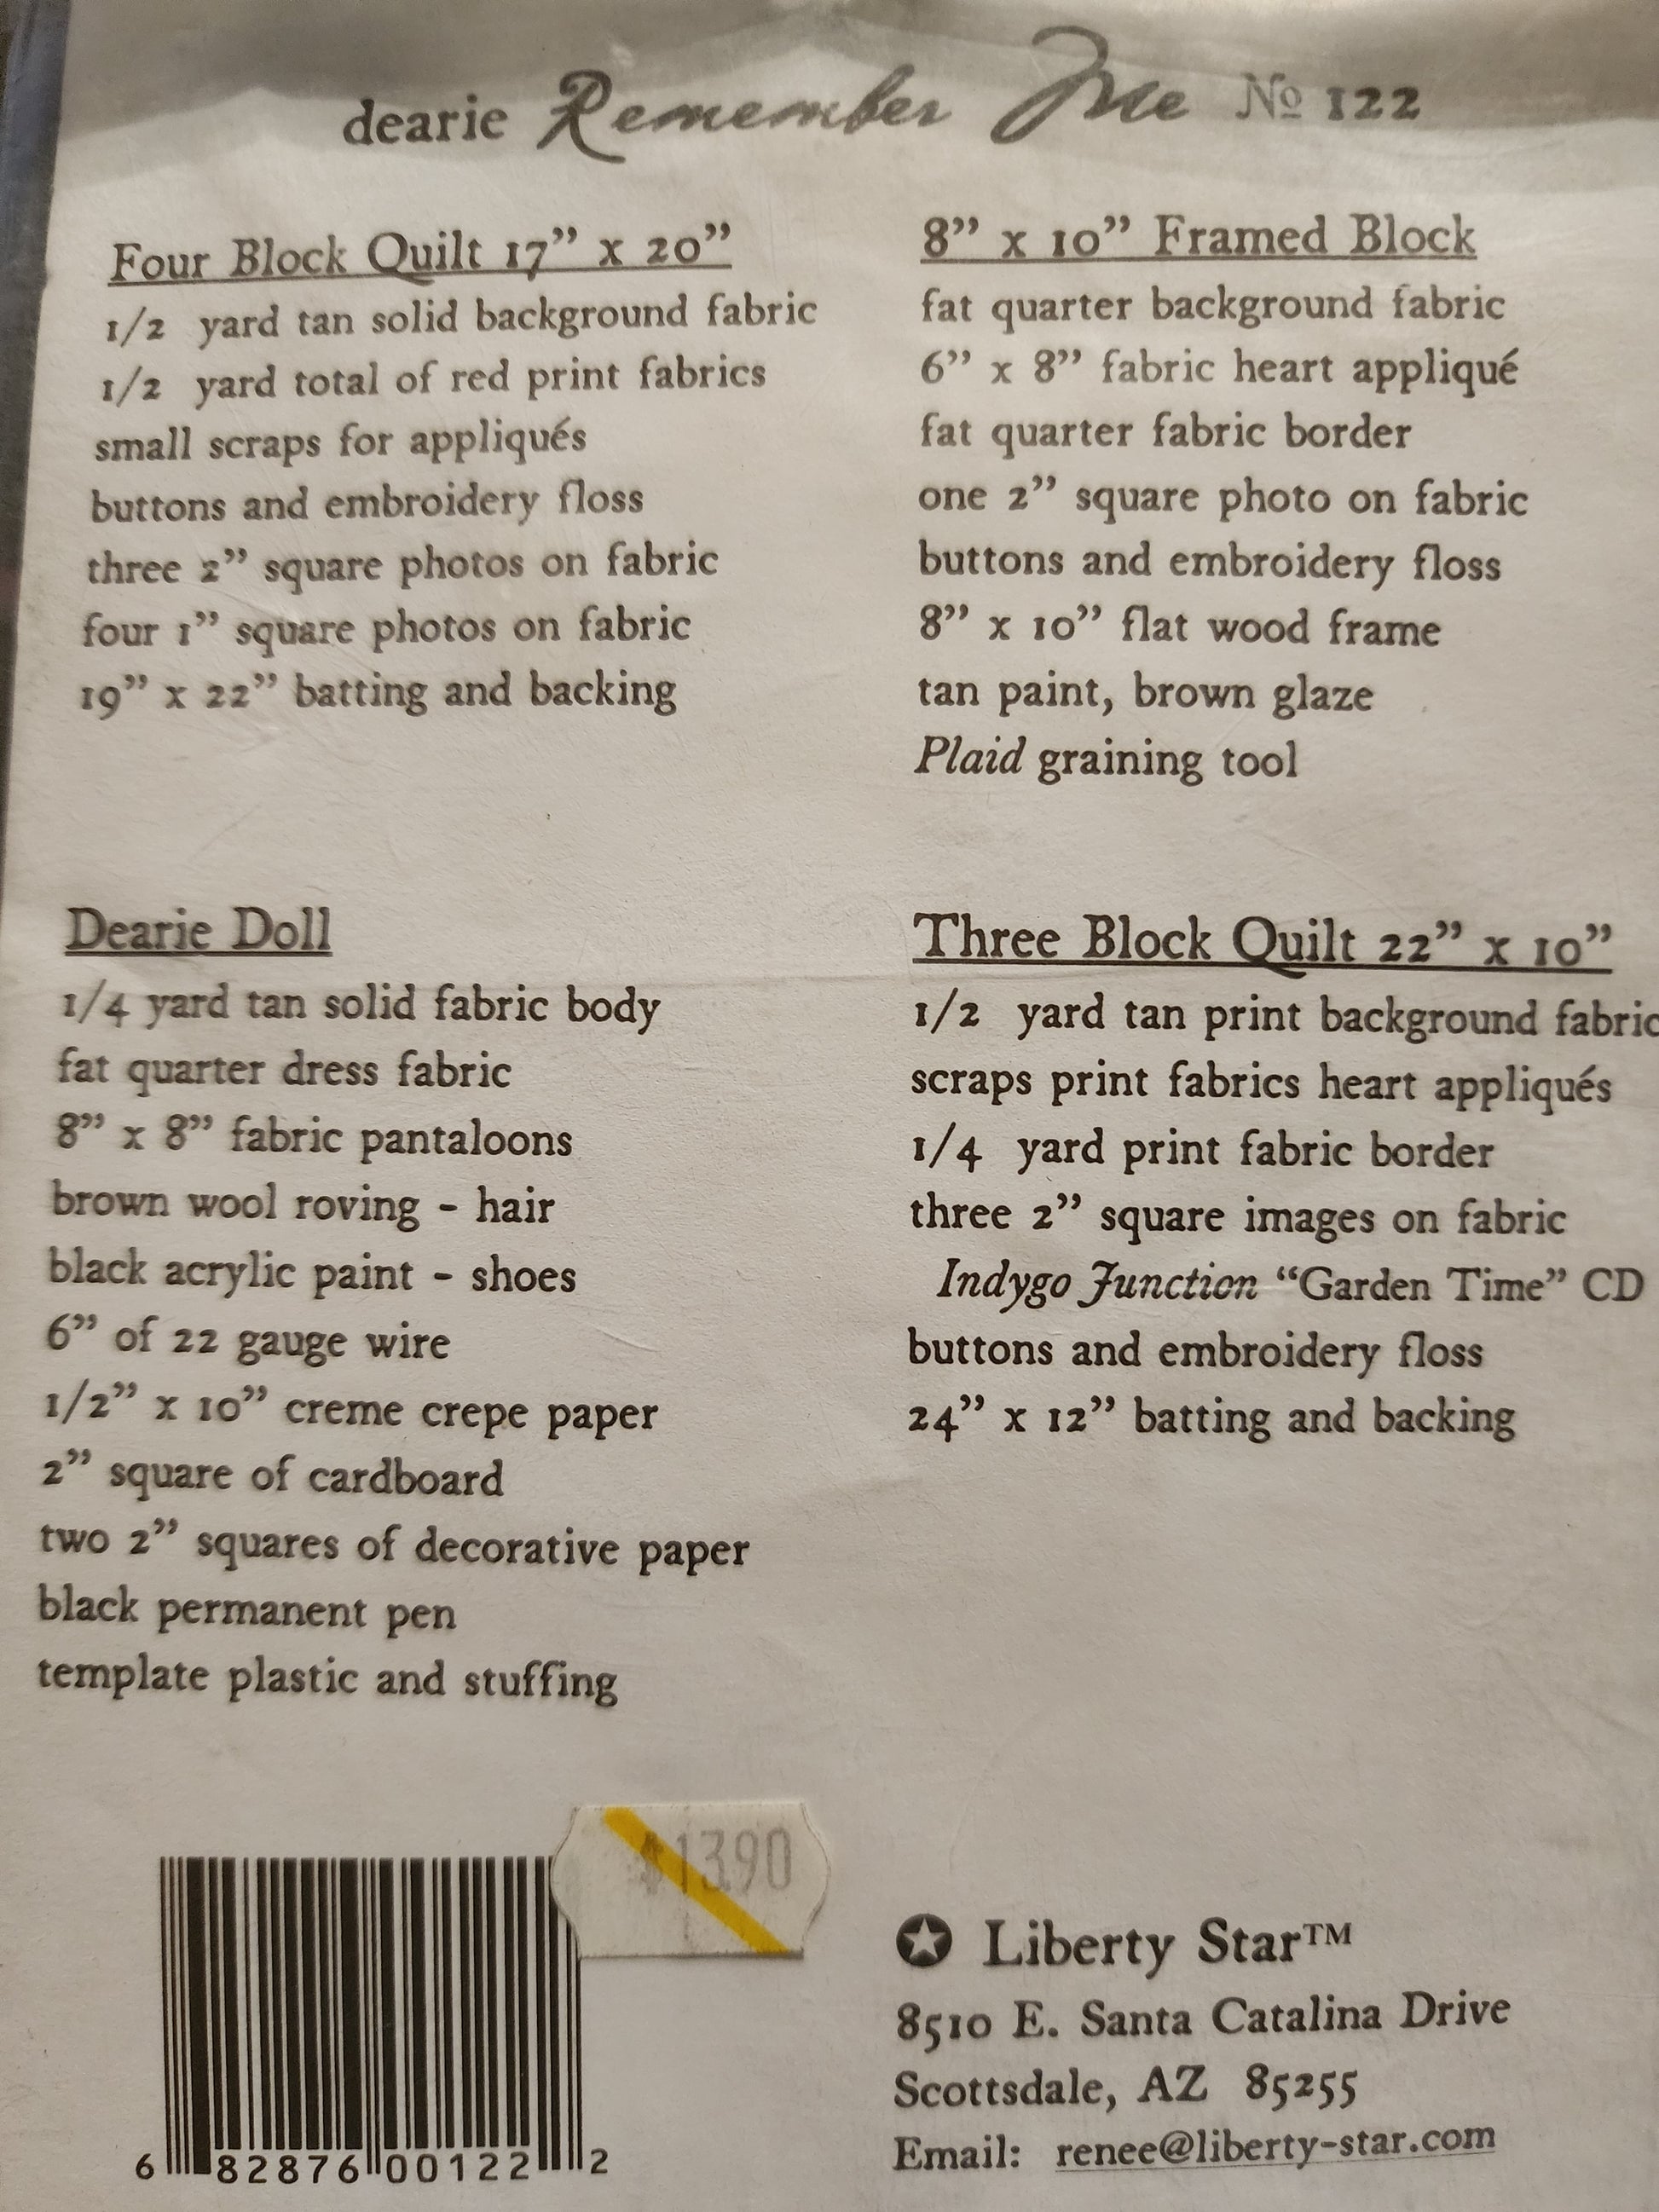 dearie Remember Me No 122
Four Block Quilt 17” x 20”
1/2 yard tan solid background fabric
1/2 yard total of red print fabrics
small scraps for appliqués
buttons and embroidery floss
three 2” square photos on fabric
four 1” square photos on fabric
19” x 22” batting and backing
8” x 10” Framed Block
fat quarter background fabric
6” x 8” fabric heart appliqué
fat quarter fabric border
one 2” square photo on fabric
buttons and embroidery floss
8” x 10” flat wood frame
tan paint, brown glaze
Plaid graining tool
Dearie Doll
1/4 yard tan solid fabric body
fat quarter dress fabric
8” x 8” fabric pantaloons
brown wool roving - hair
black acrylic paint - shoes
6” of 22 gauge wire
1/2” x 10” creme crepe paper
2” square of cardboard
two 2” squares of decorative paper
black permanent pen
template plastic and stuffing
Three Block Quilt 22” x 10”
1/2 yard tan print background fabric
scraps print fabrics heart appliqués
1/4 yard print fabric border
three 2” square images on fabric
Indygo Junction “Garden Time” CD
buttons and embroidery floss
24” x 12” batting and backing
$13.90
6 82876 00122 2
Liberty Star™
8510 E. Santa Catalina Drive
Scottsdale, AZ 85255
Email: renee@liberty-star.com